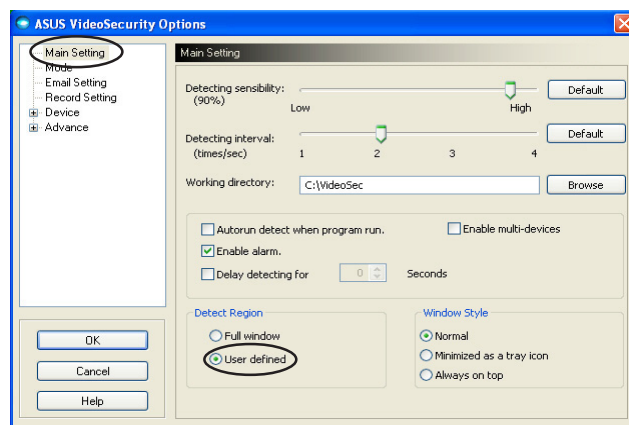 ASUS VideoSecurity Options
Main Setting
Mode
Email Setting
Record Setting
Device
Advance
OK
Cancel
Help
Main Setting
Detecting sensibility:
(90%)
Low
High
Default
Detecting interval:
(times/sec)
1 2 3 4
Default
Working directory:
C:\VideoSec
Browse
Autorun detect when program run.
Enable multi-devices
Enable alarm.
Delay detecting for 0 Seconds
Detect Region
Full window
User defined
Window Style
Normal
Minimized as a tray icon
Always on top